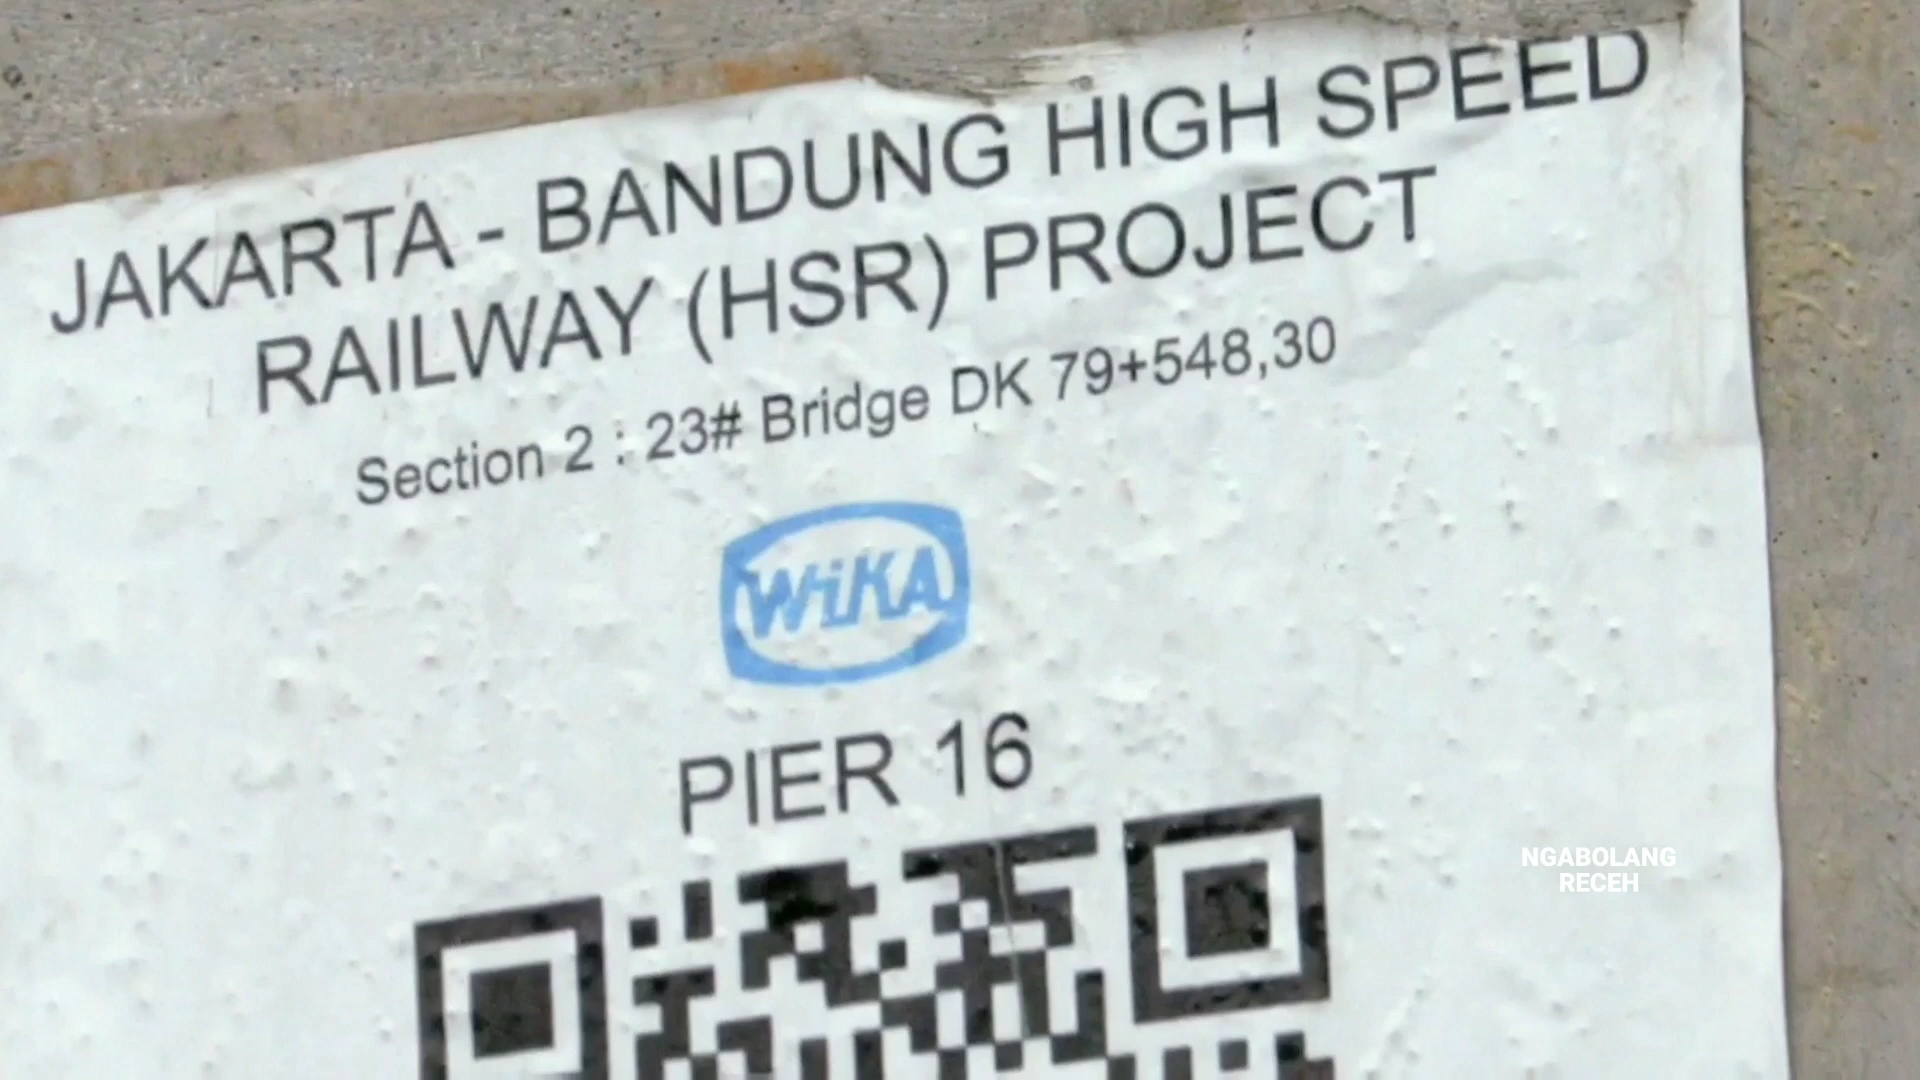 JAKARTA - BANDUNG HIGH SPEED
RAILWAY (HSR) PROJECT
Section 2 : 23# Bridge DK 79+548,30
WiKA
PIER 16
NGABOLANG
RECEH